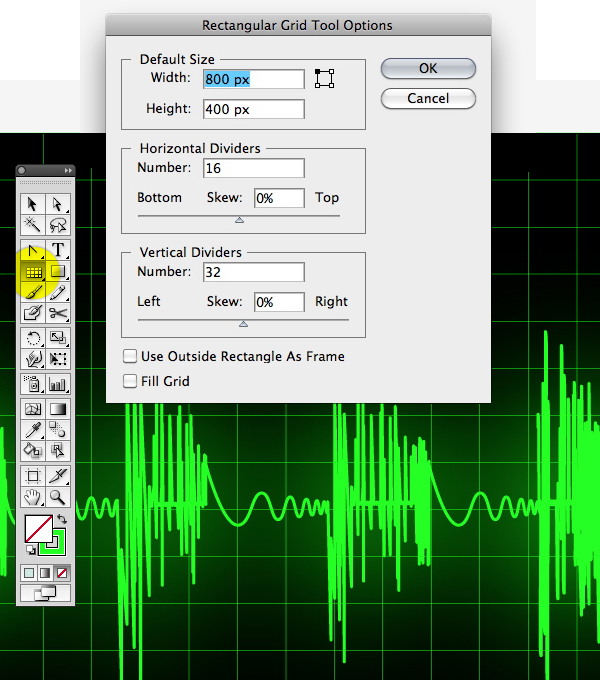 Rectangular Grid Tool Options
Default Size
Width: 800 px
OK
Height: 400 px
Cancel
Horizontal Dividers
Number: 16
Bottom Skew: 0% Top
Vertical Dividers
Number: 32
Left Skew: 0% Right
Use Outside Rectangle As Frame
Fill Grid
T